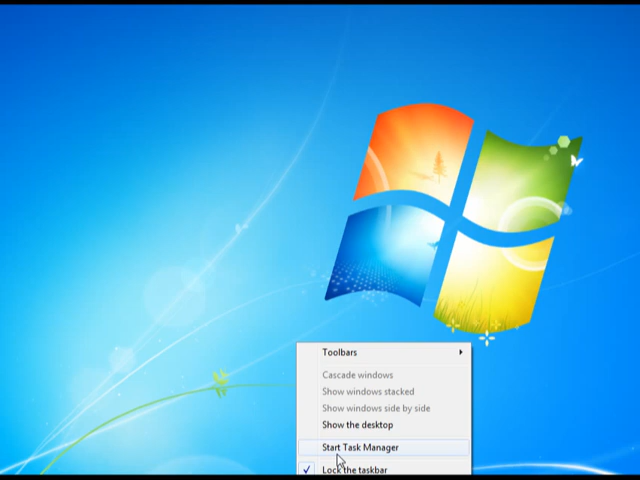 Toolbars
Cascade windows
Show windows stacked
Show windows side by side
Show the desktop
Start Task Manager
Lock the taskbar